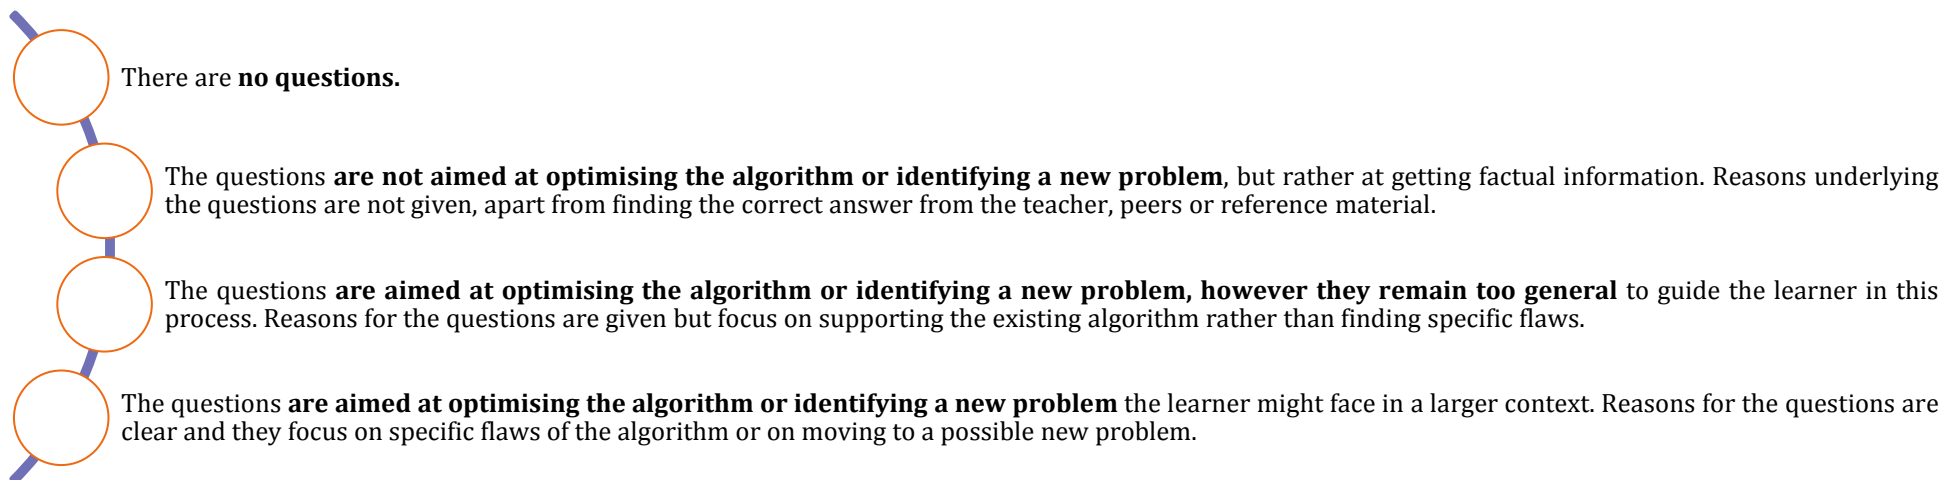 There are no questions.
The questions are not aimed at optimising the algorithm or identifying a new problem, but rather at getting factual information. Reasons underlying
the questions are not given, apart from finding the correct answer from the teacher, peers or reference material.
The questions are aimed at optimising the algorithm or identifying a new problem, however they remain too general to guide the learner in this
process. Reasons for the questions are given but focus on supporting the existing algorithm rather than finding specific flaws.
The questions are aimed at optimising the algorithm or identifying a new problem the learner might face in a larger context. Reasons for the questions are
clear and they focus on specific flaws of the algorithm or on moving to a possible new problem.